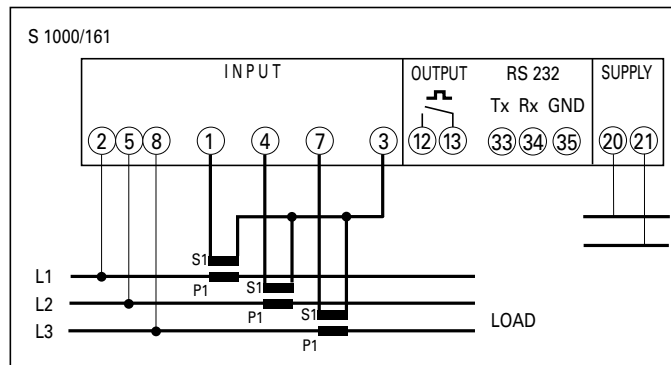 S 1000/161
INPUT OUTPUT RS 232 SUPPLY
Tx Rx GND
2 5 8 1 4 7 3 12 13 33 34 35 20 21
S1
L1
P1 S1
L2
P1 S1
L3
P1
LOAD